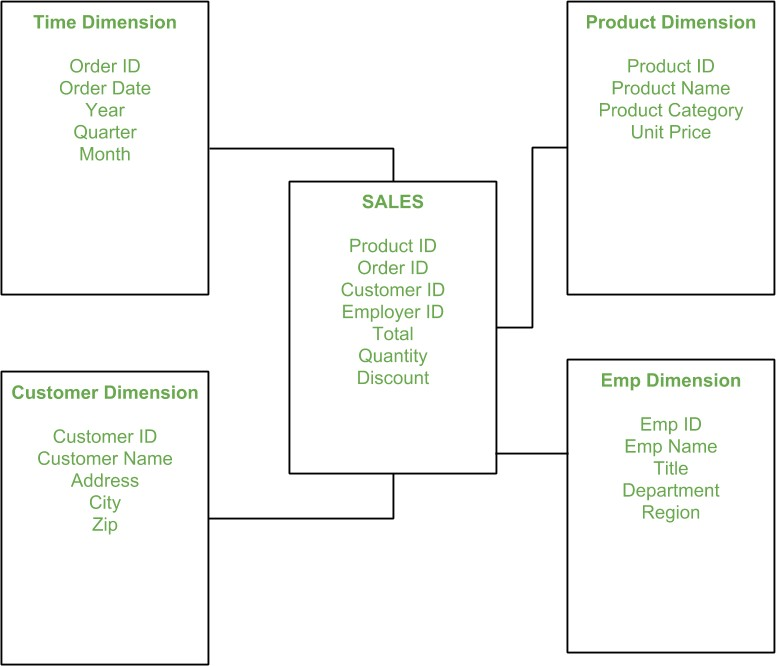 Time Dimension
Order ID
Order Date
Year
Quarter
Month
Product Dimension
Product ID
Product Name
Product Category
Unit Price
SALES
Product ID
Order ID
Customer ID
Employer ID
Total
Quantity
Discount
Customer Dimension
Customer ID
Customer Name
Address
City
Zip
Emp Dimension
Emp ID
Emp Name
Title
Department
Region